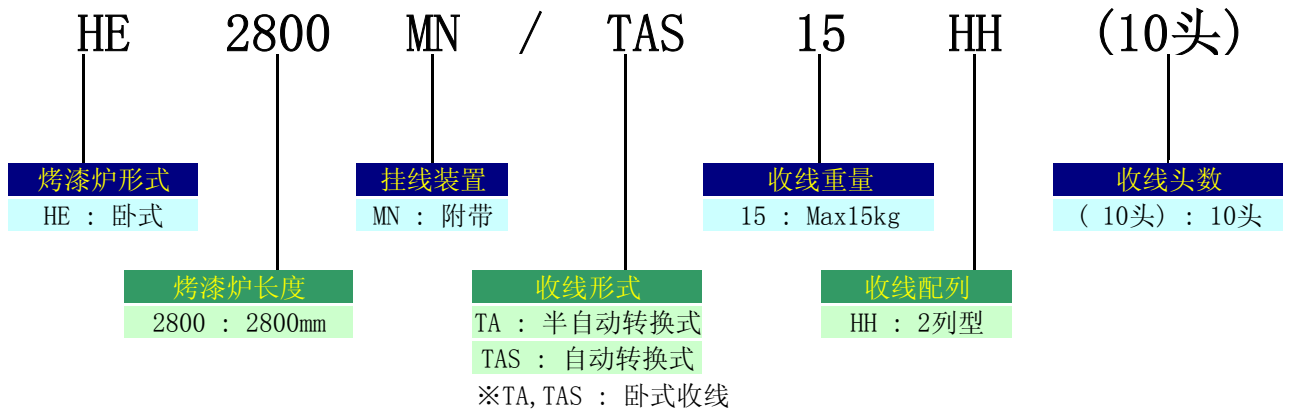 HE 2800 MN / TAS 15 HH (10头)
烤漆炉形式 挂线装置 收线重量 收线头数
HE : 卧式 MN : 附带 15 : Max15kg ( 10头) : 10头
烤漆炉长度 收线形式 收线配列
2800 : 2800mm TA : 半自动转换式 HH : 2列型
TAS : 自动转换式
※TA,TAS : 卧式收线